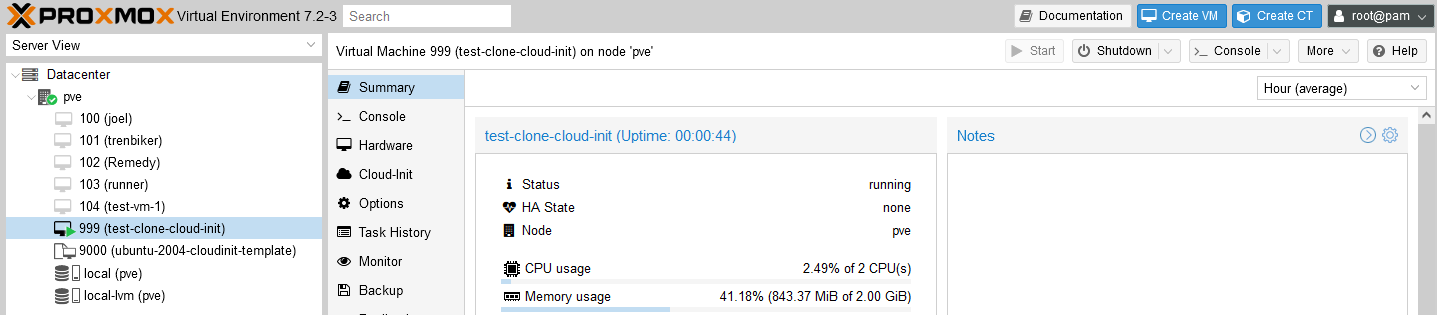 PROXMOX Virtual Environment 7.2-3 Search Documentation Create VM Create CT root@pam
Server View
Datacenter
pve
100 (joel)
101 (trenbiker)
102 (Remedy)
103 (runner)
104 (test-vm-1)
999 (test-clone-cloud-init)
9000 (ubuntu-2004-cloudinit-template)
local (pve)
local-lvm (pve)
Virtual Machine 999 (test-clone-cloud-init) on node 'pve' Start Shutdown Console More Help
Summary
Console
Hardware
Cloud-Init
Options
Task History
Monitor
Backup
Hour (average)
test-clone-cloud-init (Uptime: 00:00:44)
Status running
HA State none
Node pve
CPU usage 2.49% of 2 CPU(s)
Memory usage 41.18% (843.37 MiB of 2.00 GiB)
Notes